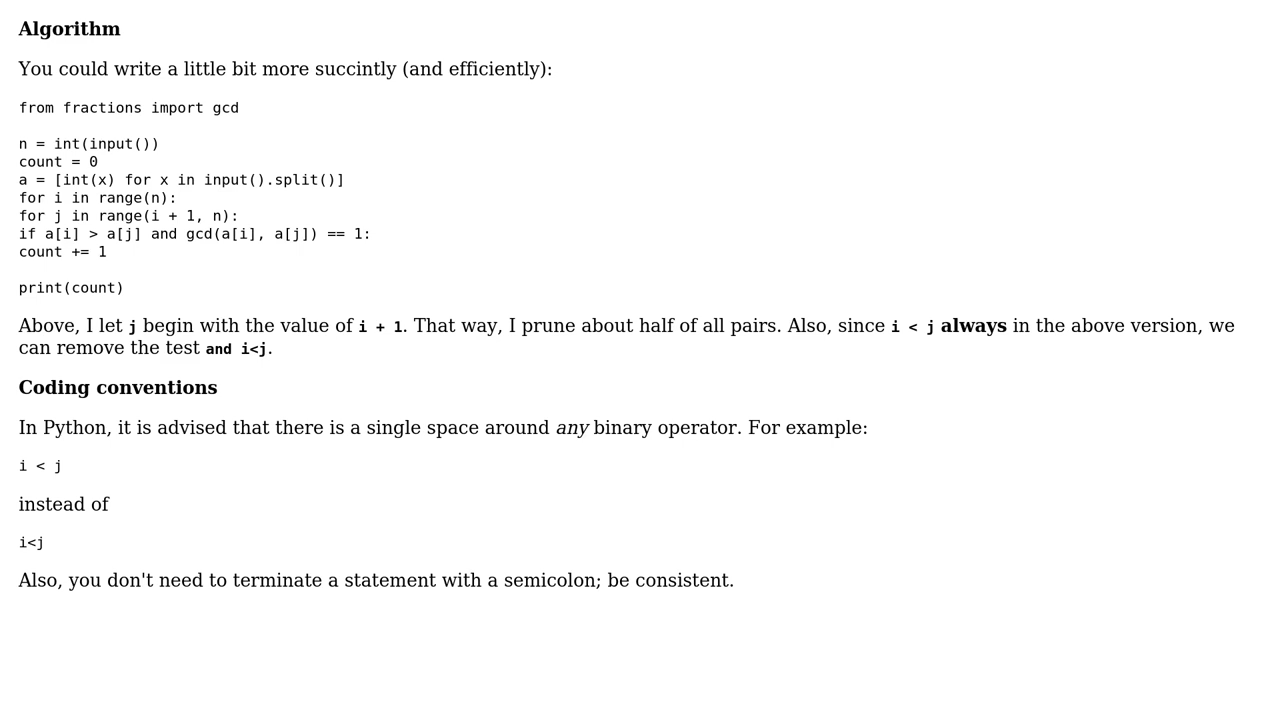 Algorithm
You could write a little bit more succintly (and efficiently):
from fractions import gcd
n = int(input())
count = 0
a = [int(x) for x in input().split()]
for i in range(n):
for j in range(i + 1, n):
if a[i] > a[j] and gcd(a[i], a[j]) == 1:
count += 1
print(count)
Above, I let j begin with the value of i + 1. That way, I prune about half of all pairs. Also, since i < j always in the above version, we
can remove the test and i<j.
Coding conventions
In Python, it is advised that there is a single space around any binary operator. For example:
i < j
instead of
i<j
Also, you don't need to terminate a statement with a semicolon; be consistent.